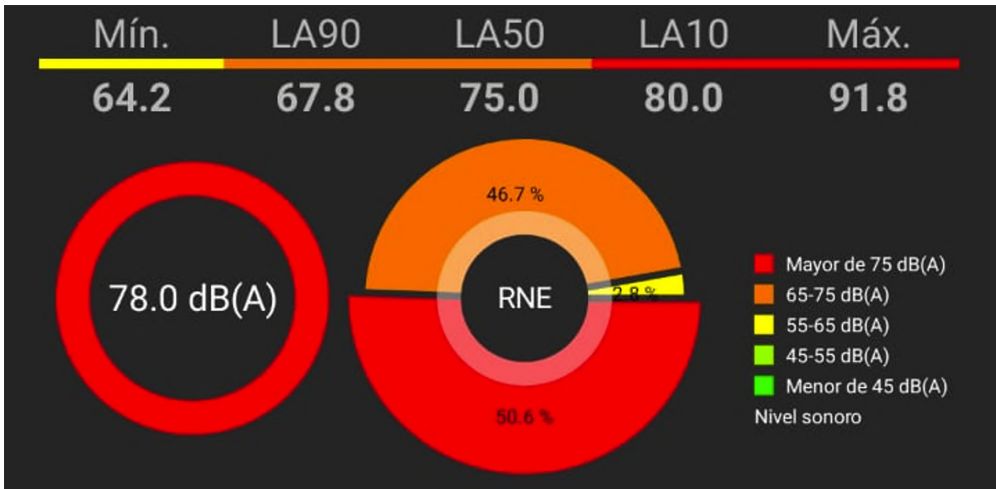 Mín. LA90 LA50 LA10 Máx.
64.2 67.8 75.0 80.0 91.8
46.7 %
78.0 dB(A)
RNE
2.8 %
50.6 %
Mayor de 75 dB(A)
65-75 dB(A)
55-65 dB(A)
45-55 dB(A)
Menor de 45 dB(A)
Nivel sonoro